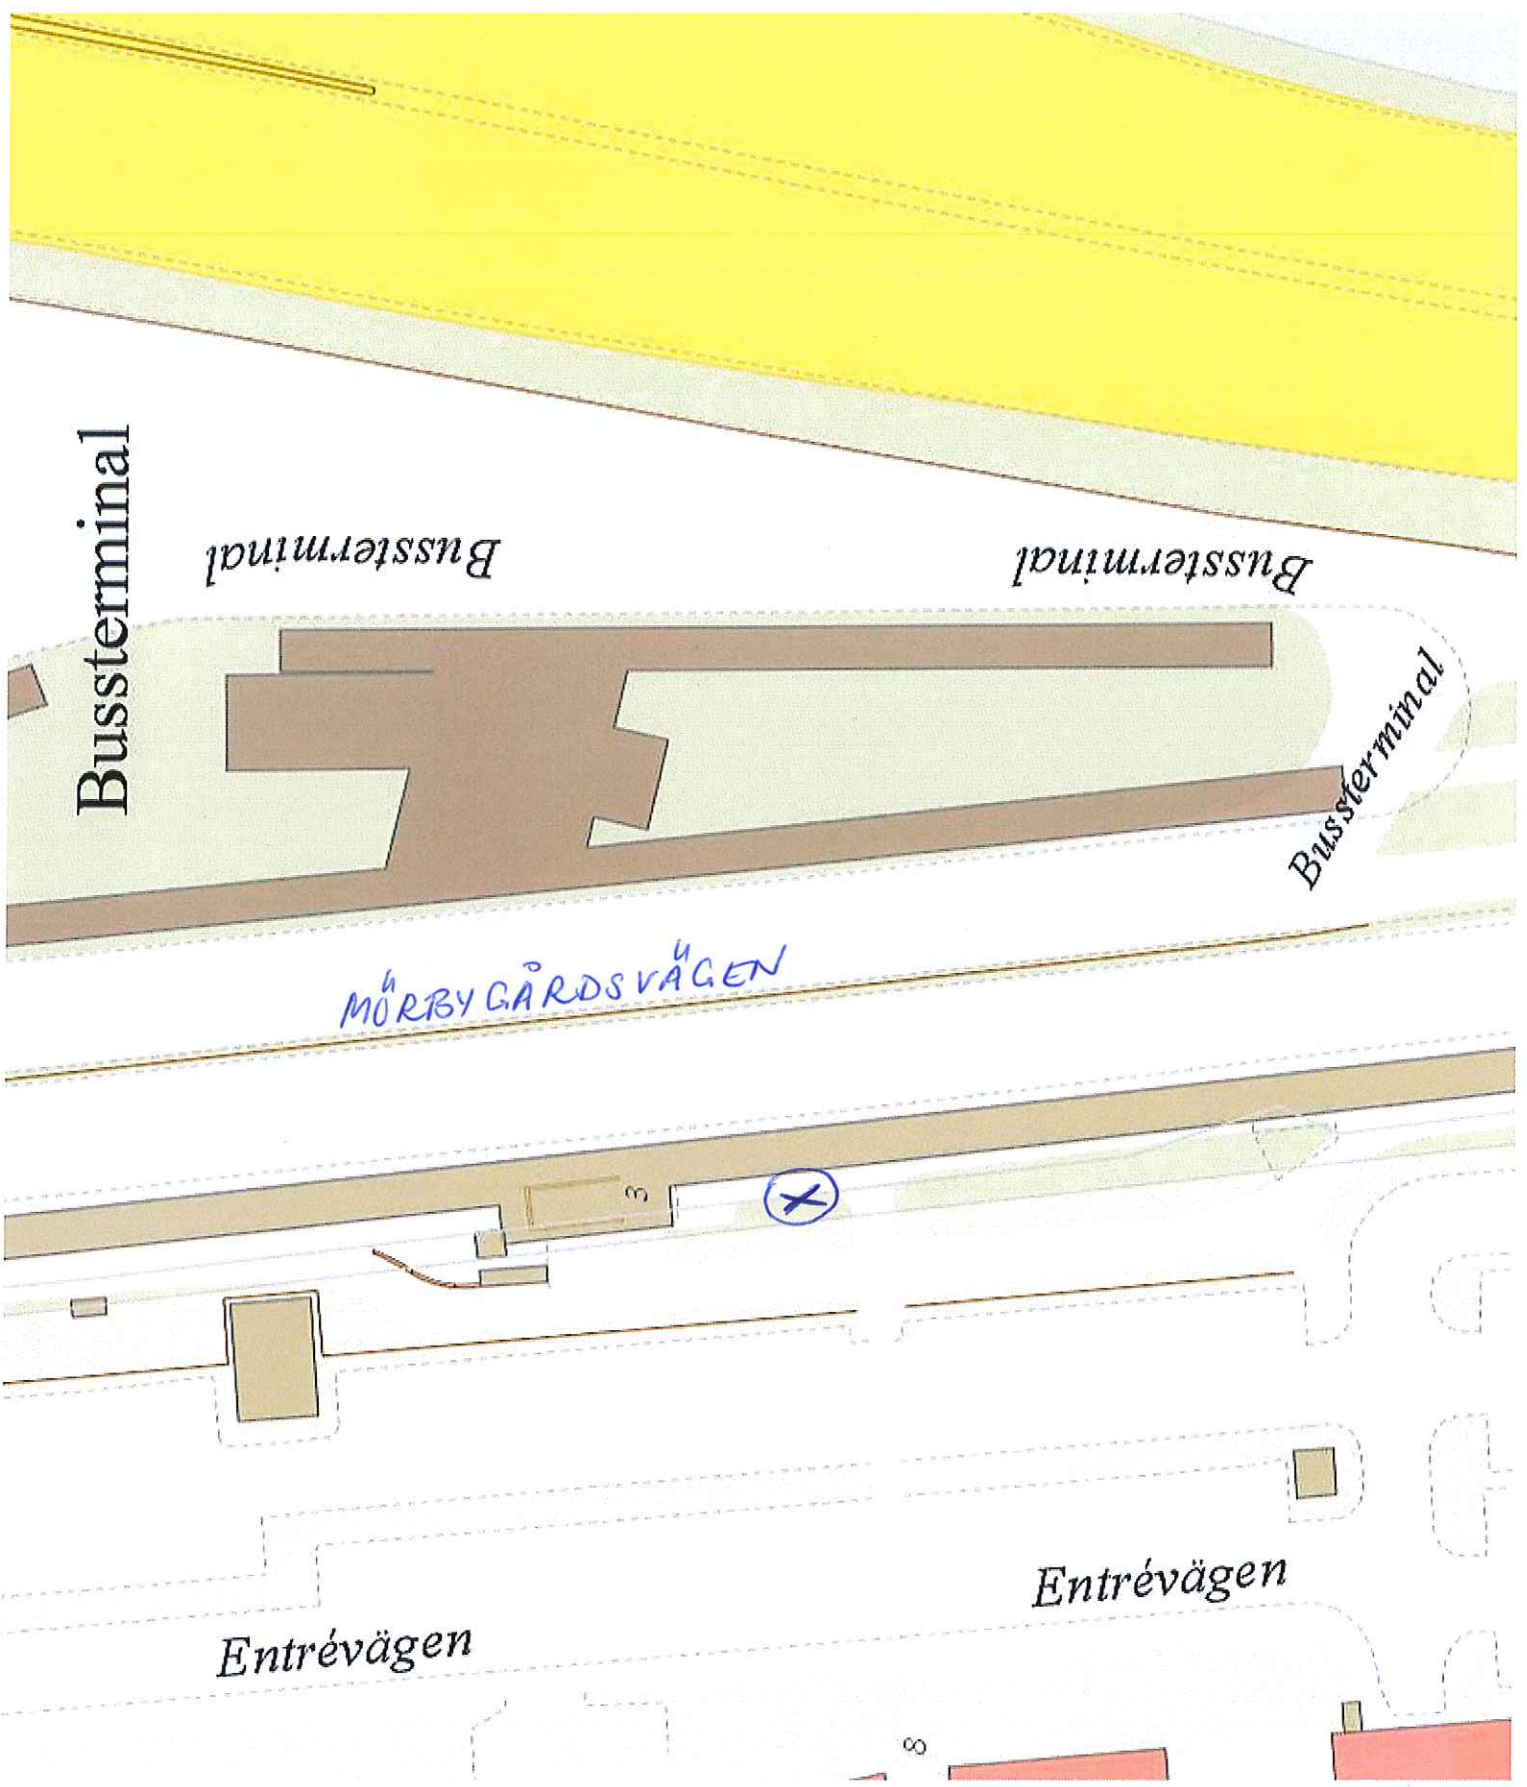 Bussterminal
Bussterminal
Bussterminal
Bussterminal
MÖRBYGÅRDSVÄGEN
3
X
Entrévägen
Entrévägen
8